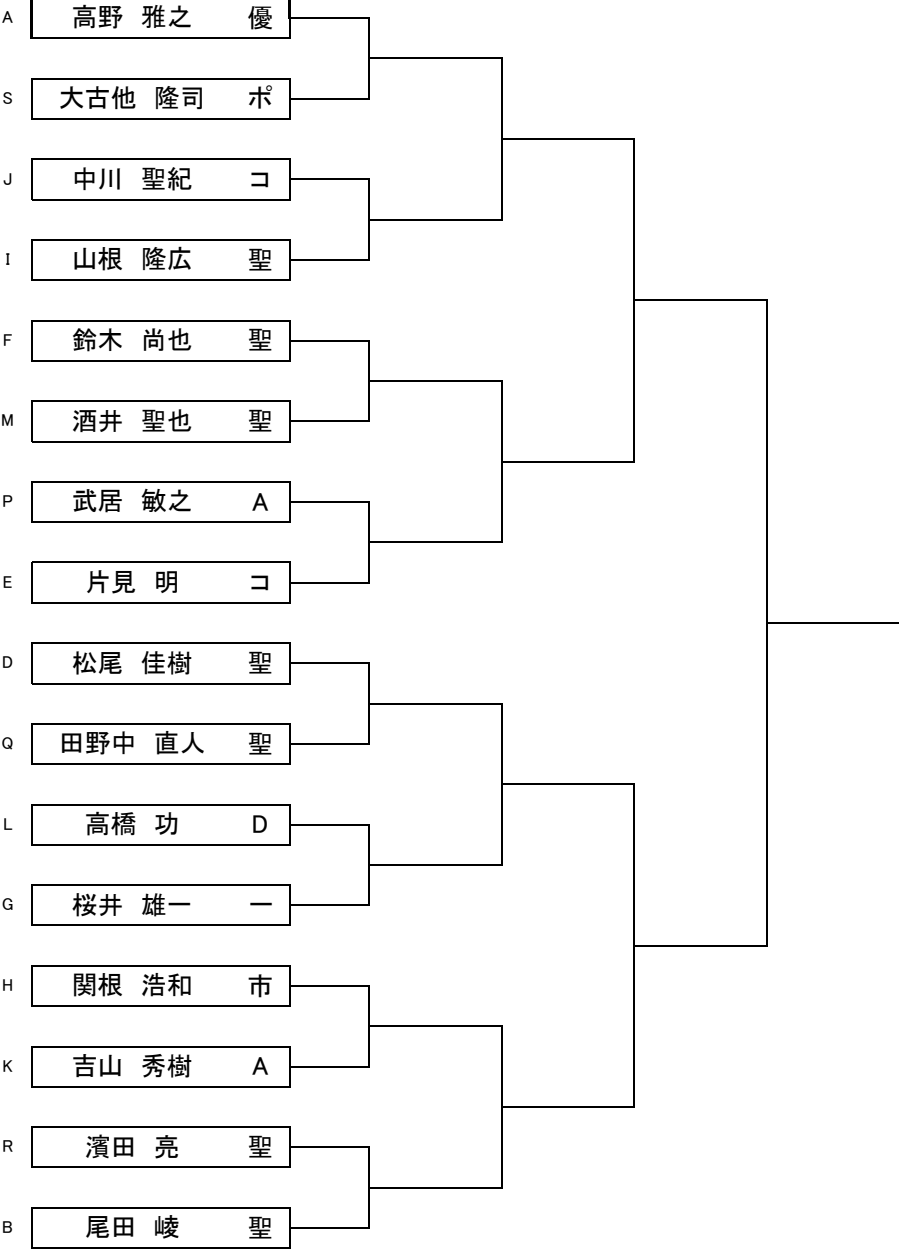 A 高野 雅之 優
S 大古他 隆司 ポ
J 中川 聖紀 コ
I 山根 隆広 聖
F 鈴木 尚也 聖
M 酒井 聖也 聖
P 武居 敏之 A
E 片見 明 コ
D 松尾 佳樹 聖
Q 田野中 直人 聖
L 高橋 功 D
G 桜井 雄一 一
H 関根 浩和 市
K 吉山 秀樹 A
R 濱田 亮 聖
B 尾田 崚 聖